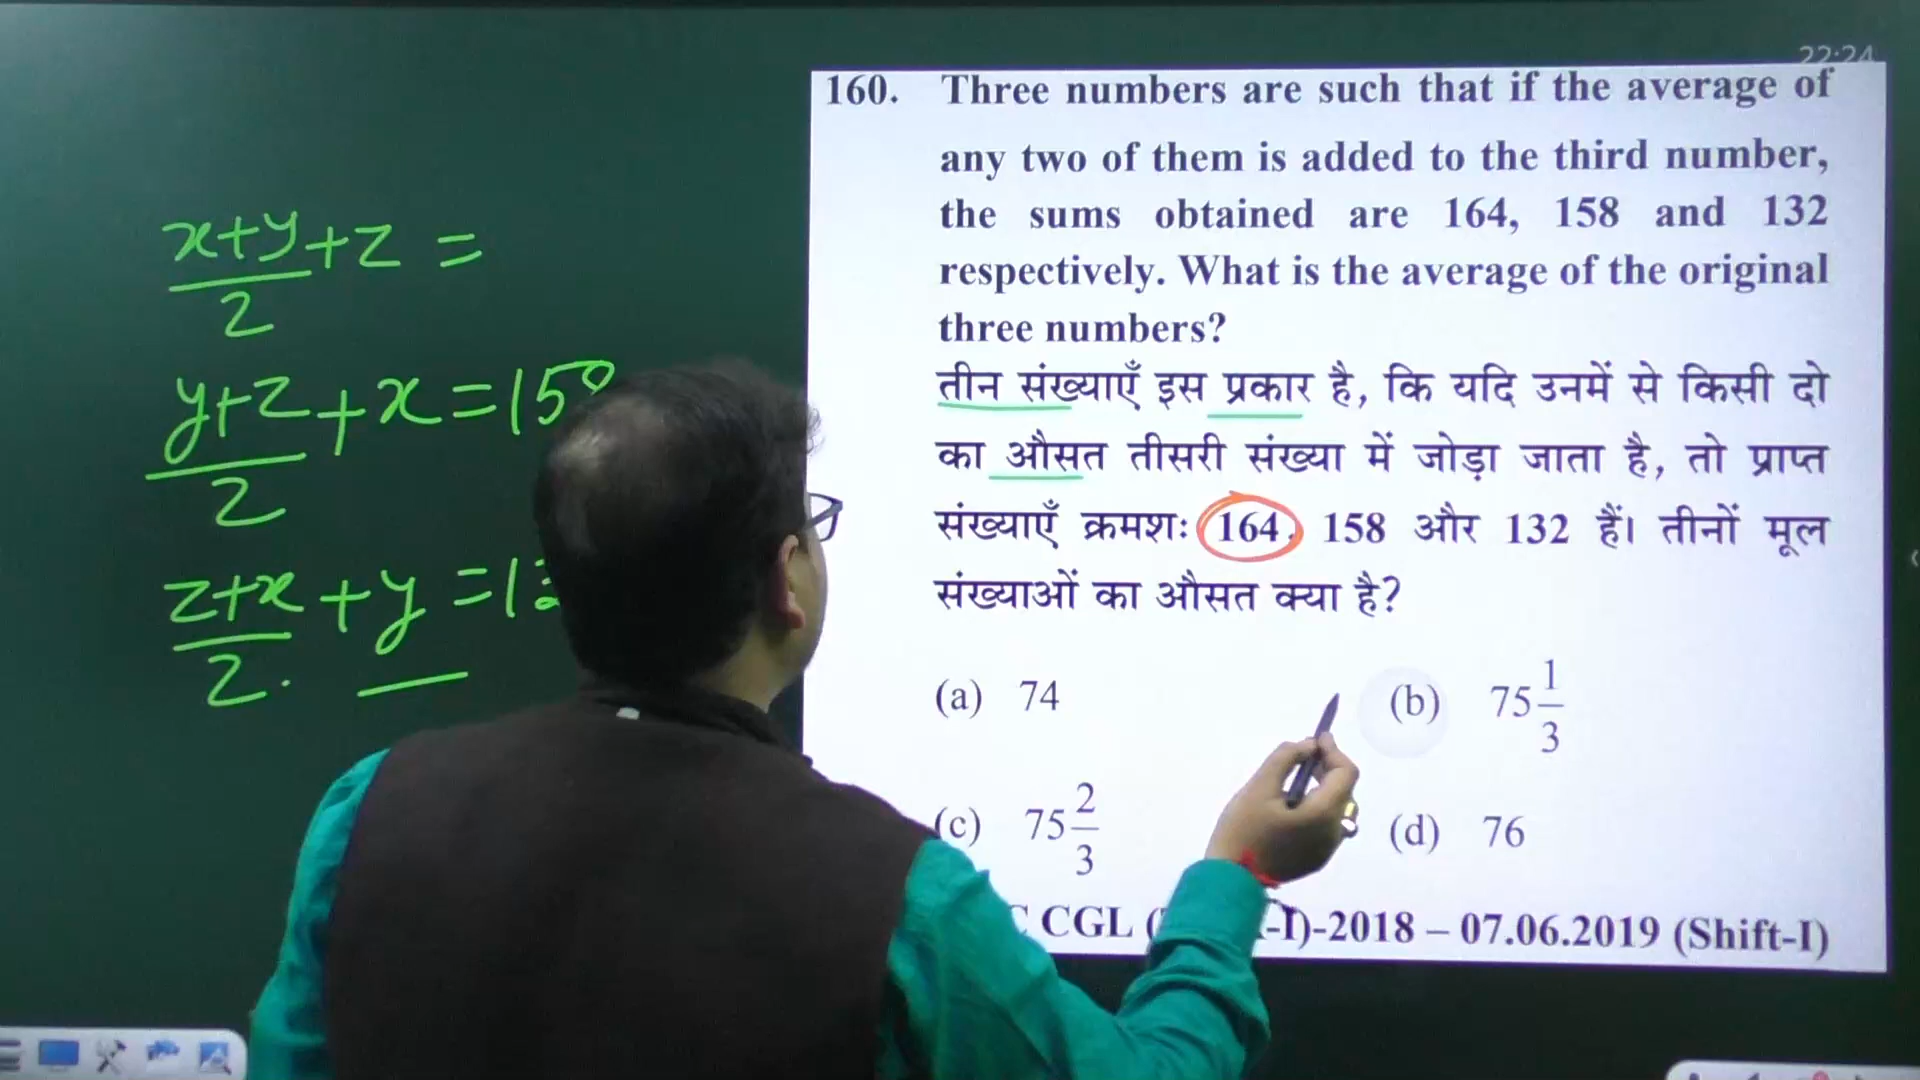 22:24
160. Three numbers are such that if the average of
any two of them is added to the third number,
the sums obtained are 164, 158 and 132
respectively. What is the average of the original
three numbers?
तीन संख्याएँ इस प्रकार है, कि यदि उनमें से किसी दो
का औसत तीसरी संख्या में जोड़ा जाता है, तो प्राप्त
संख्याएँ क्रमशः 164, 158 और 132 हैं। तीनों मूल
संख्याओं का औसत क्या है?
(a) 74
(b) 75 1/3
(c) 75 2/3
(d) 76
CGL -I)-2018 – 07.06.2019 (Shift-I)
x+y/2 + z =
y+z/2 + x = 158
z+x/2 + y = 13